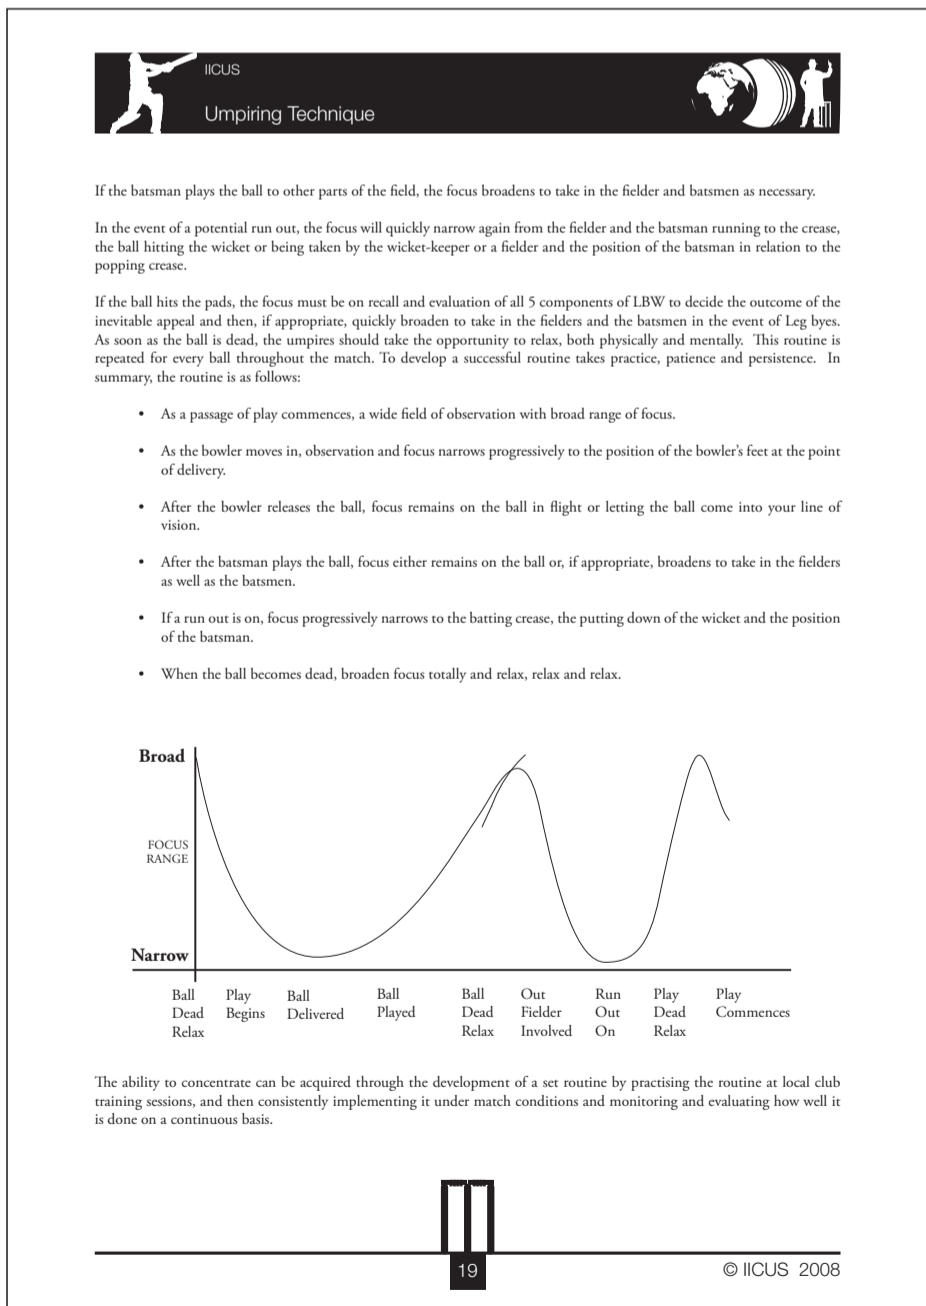 IICUS
Umpiring Technique
If the batsman plays the ball to other parts of the field, the focus broadens to take in the fielder and batsmen as necessary.
In the event of a potential run out, the focus will quickly narrow again from the fielder and the batsman running to the crease,
the ball hitting the wicket or being taken by the wicket-keeper or a fielder and the position of the batsman in relation to the
popping crease.
If the ball hits the pads, the focus must be on recall and evaluation of all 5 components of LBW to decide the outcome of the
inevitable appeal and then, if appropriate, quickly broaden to take in the fielders and the batsmen in the event of Leg byes.
As soon as the ball is dead, the umpires should take the opportunity to relax, both physically and mentally. This routine is
repeated for every ball throughout the match. To develop a successful routine takes practice, patience and persistence. In
summary, the routine is as follows:
• As a passage of play commences, a wide field of observation with broad range of focus.
• As the bowler moves in, observation and focus narrows progressively to the position of the bowler's feet at the point
of delivery.
• After the bowler releases the ball, focus remains on the ball in flight or letting the ball come into your line of
vision.
• After the batsman plays the ball, focus either remains on the ball or, if appropriate, broadens to take in the fielders
as well as the batsmen.
• If a run out is on, focus progressively narrows to the batting crease, the putting down of the wicket and the position
of the batsman.
• When the ball becomes dead, broaden focus totally and relax, relax and relax.
Broad
FOCUS
RANGE
Narrow
Ball Play Ball Ball Ball Out Run Play Play
Dead Begins Delivered Played Dead Fielder Out Dead Commences
Relax Relax Involved On Relax
The ability to concentrate can be acquired through the development of a set routine by practising the routine at local club
training sessions, and then consistently implementing it under match conditions and monitoring and evaluating how well it
is done on a continuous basis.
19
© IICUS 2008